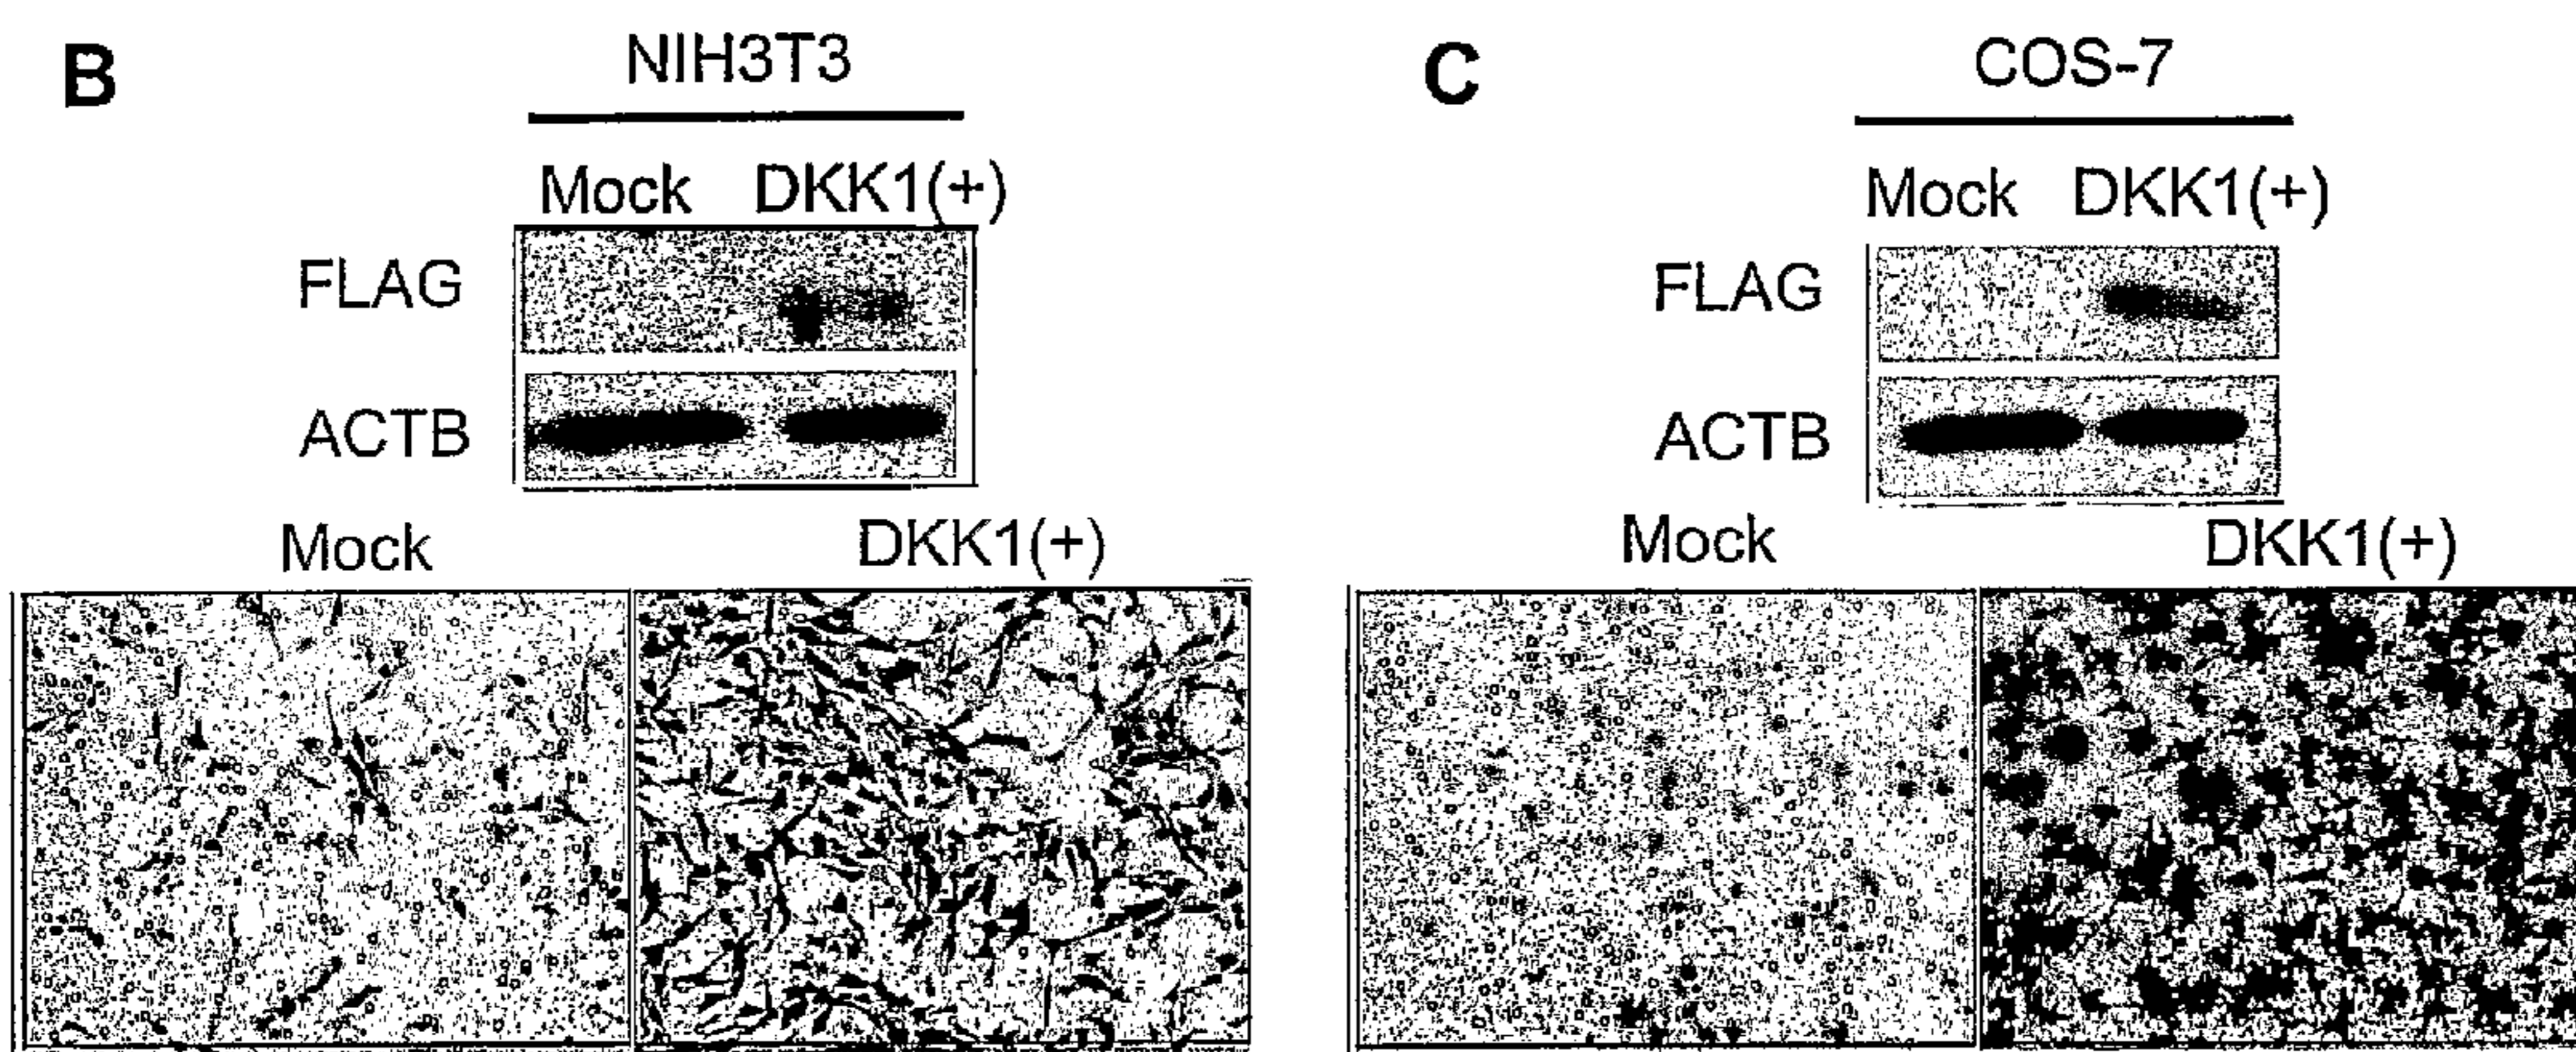 B
NIH3T3
Mock DKK1(+)
FLAG
ACTB
Mock DKK1(+)
C
COS-7
Mock DKK1(+)
FLAG
ACTB
Mock DKK1(+)